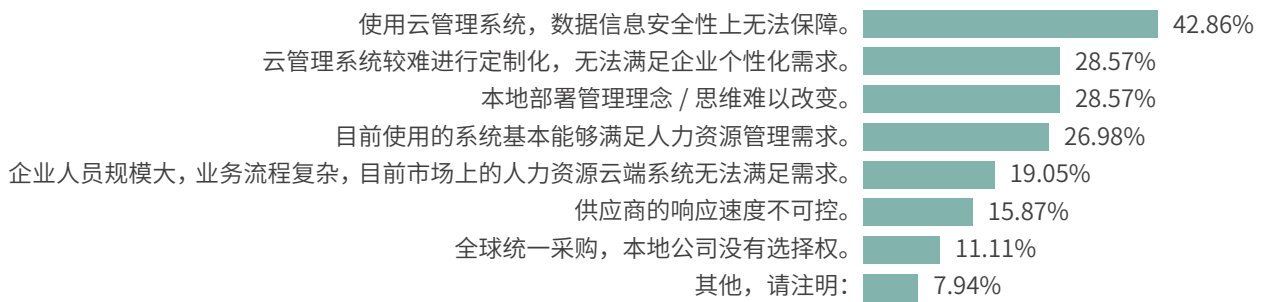 使用云管理系统，数据信息安全性上无法保障。 42.86%
云管理系统较难进行定制化，无法满足企业个性化需求。 28.57%
本地部署管理理念 / 思维难以改变。 28.57%
目前使用的系统基本能够满足人力资源管理需求。 26.98%
企业人员规模大，业务流程复杂，目前市场上的人力资源云端系统无法满足需求。 19.05%
供应商的响应速度不可控。 15.87%
全球统一采购，本地公司没有选择权。 11.11%
其他，请注明： 7.94%